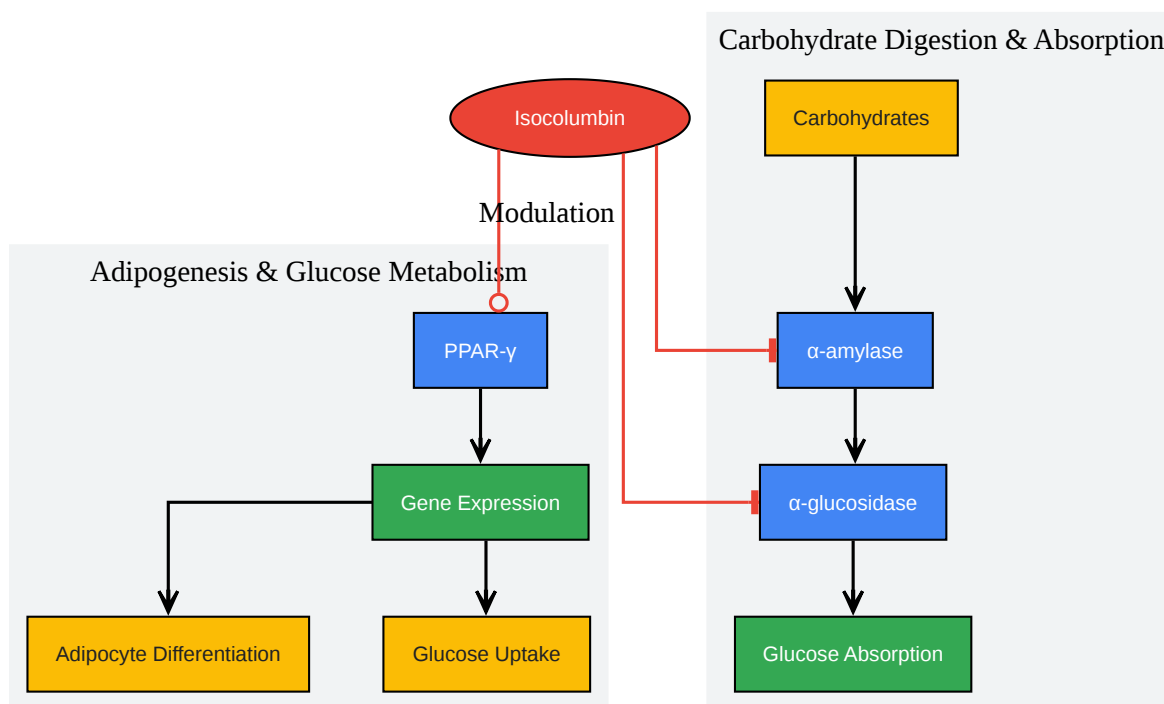 Carbohydrate Digestion & Absorption
Isocolumbin
Carbohydrates
Modulation
Adipogenesis & Glucose Metabolism
PPAR-γ
α-amylase
Gene Expression
α-glucosidase
Adipocyte Differentiation
Glucose Uptake
Glucose Absorption